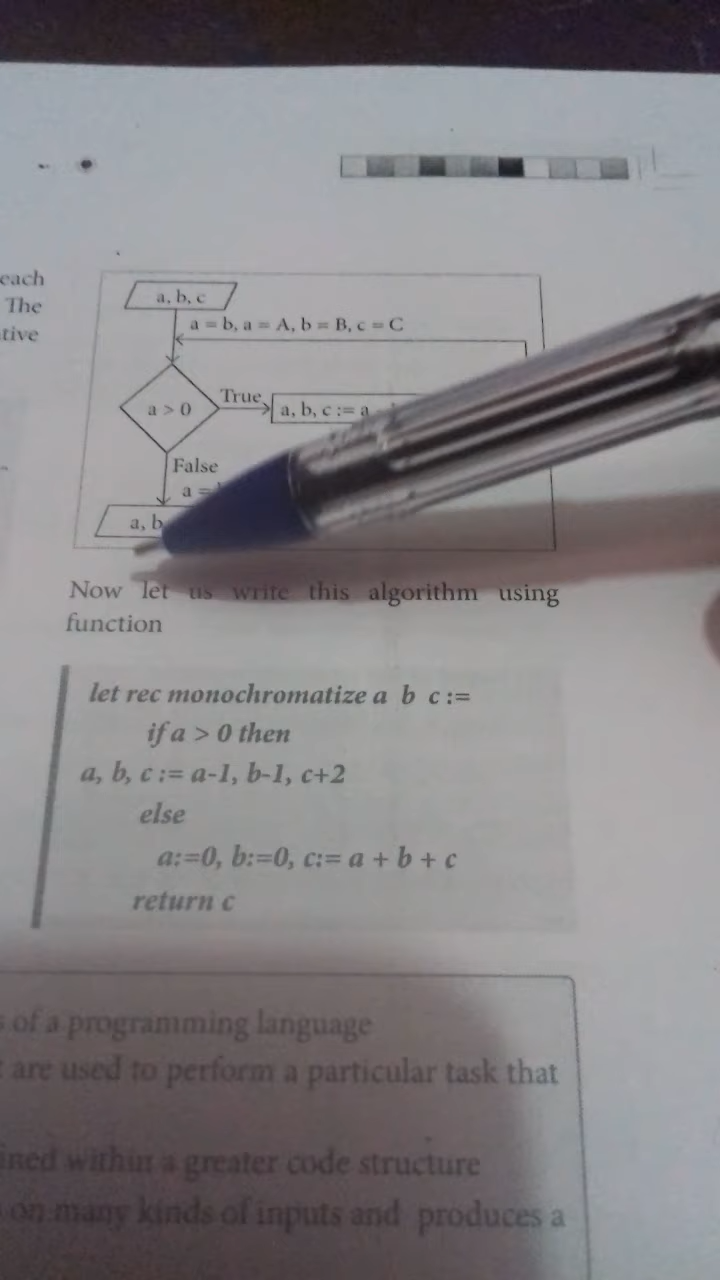 each
The
tive
a, b, c
a = b, a = A, b = B, c = C
a > 0
True
a, b, c := a
False
a =
a, b
Now let us write this algorithm using
function
let rec monochromatize a b c :=
if a > 0 then
a, b, c := a-1, b-1, c+2
else
a:=0, b:=0, c:= a + b + c
return c
of a programming language
are used to perform a particular task that
within a greater code structure
on many kinds of inputs and produces a